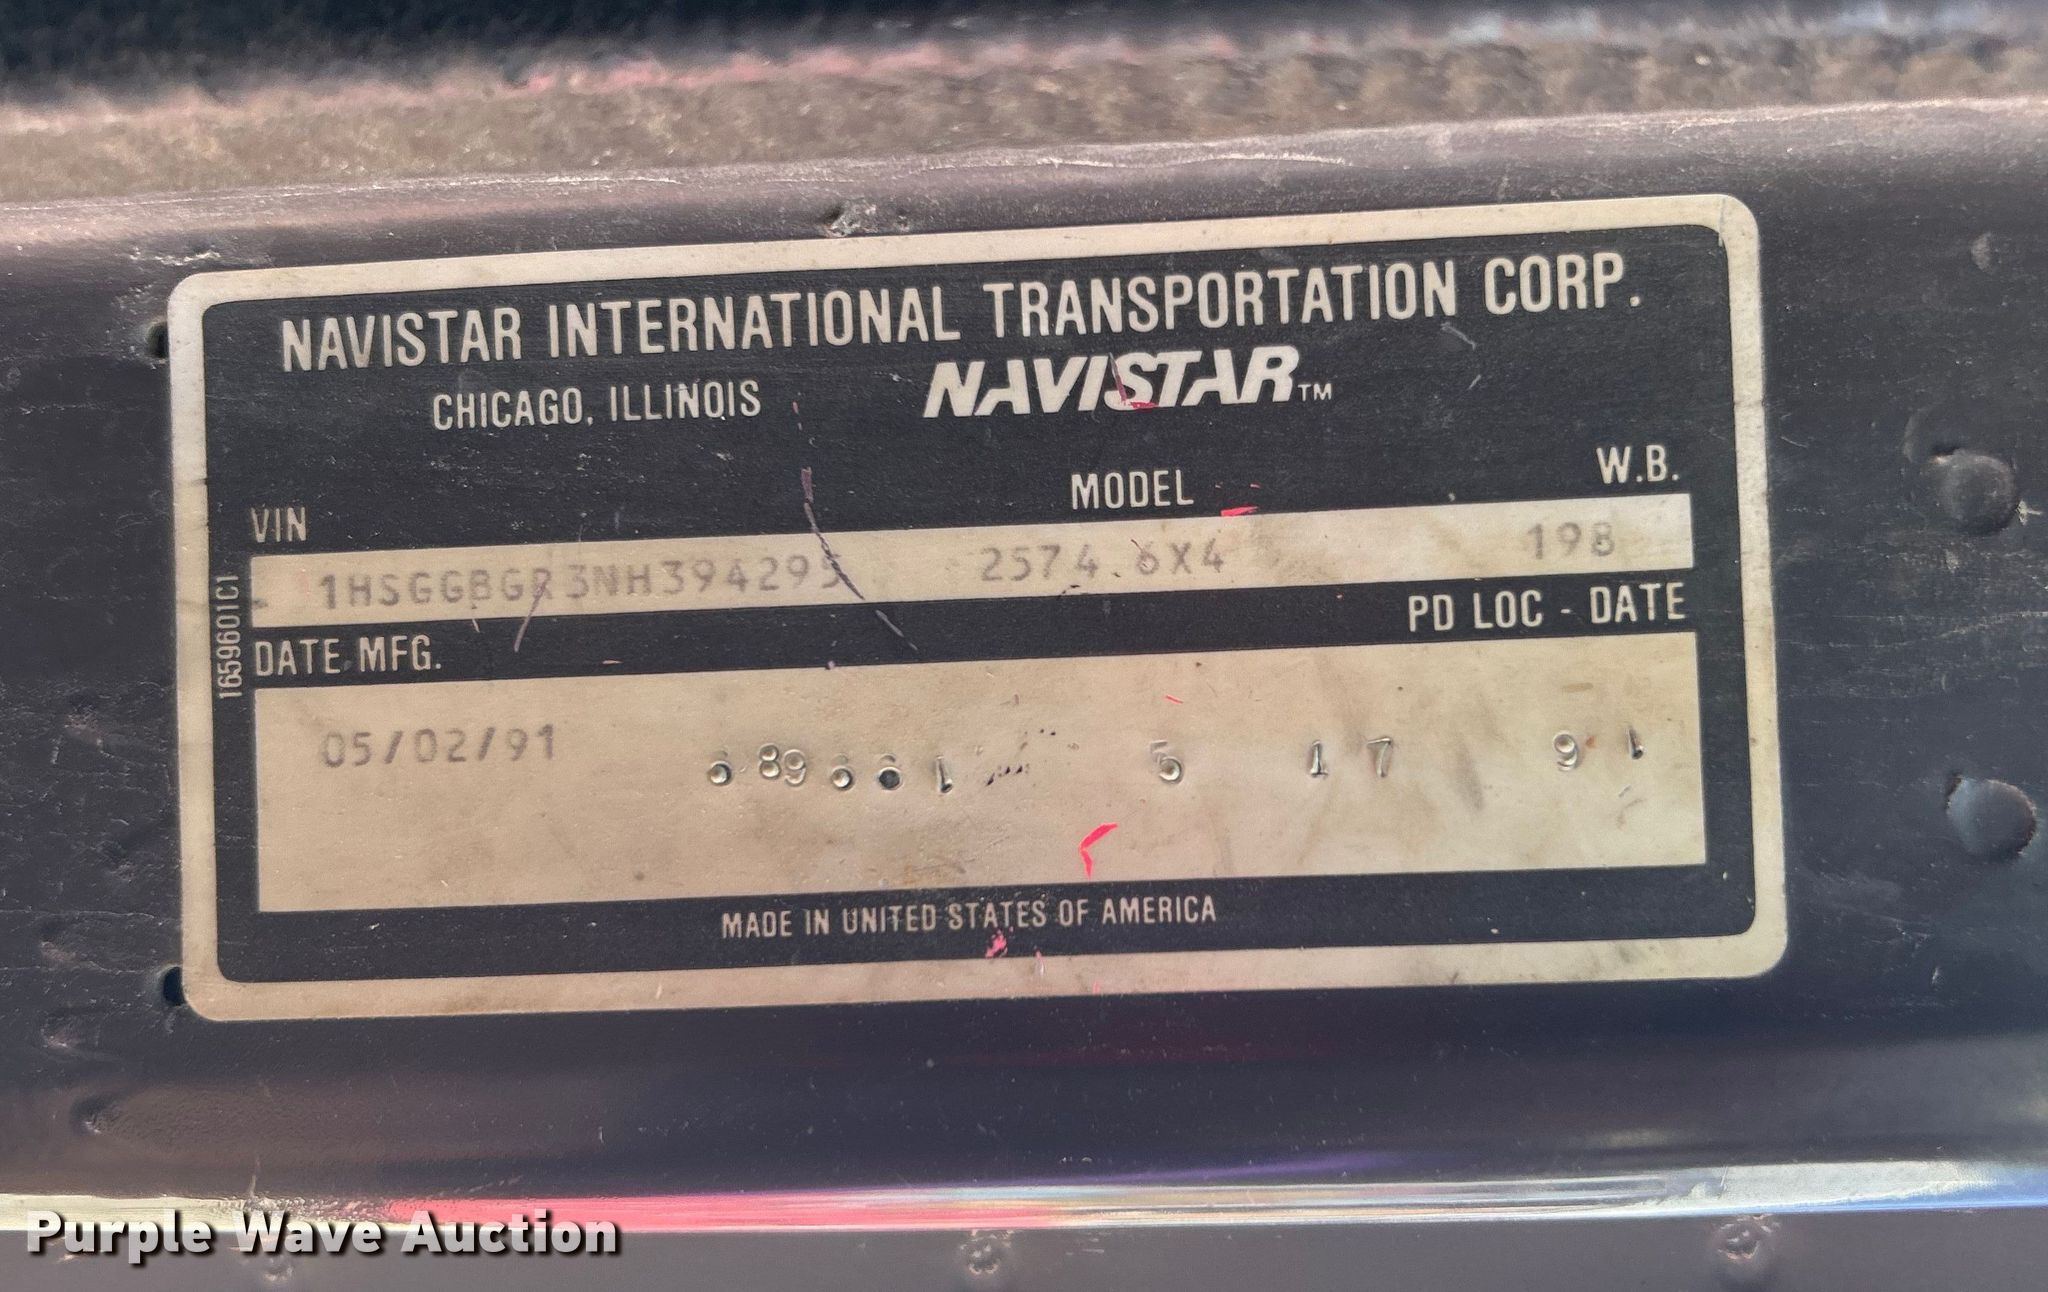 NAVISTAR INTERNATIONAL TRANSPORTATION CORP.
CHICAGO, ILLINOIS NAVISTAR™
VIN MODEL W.B.
1HSGGBGR3NH394295 2574 6X4 198
1659601C1
DATE MFG. PD LOC - DATE
05/02/91 5 17 91
MADE IN UNITED STATES OF AMERICA
Purple Wave Auction